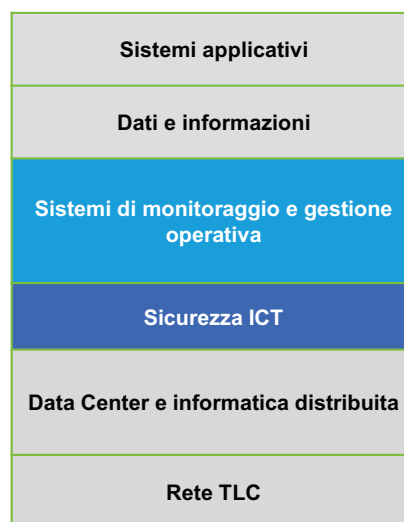 Sistemi applicativi
Dati e informazioni
Sistemi di monitoraggio e gestione
operativa
Sicurezza ICT
Data Center e informatica distribuita
Rete TLC